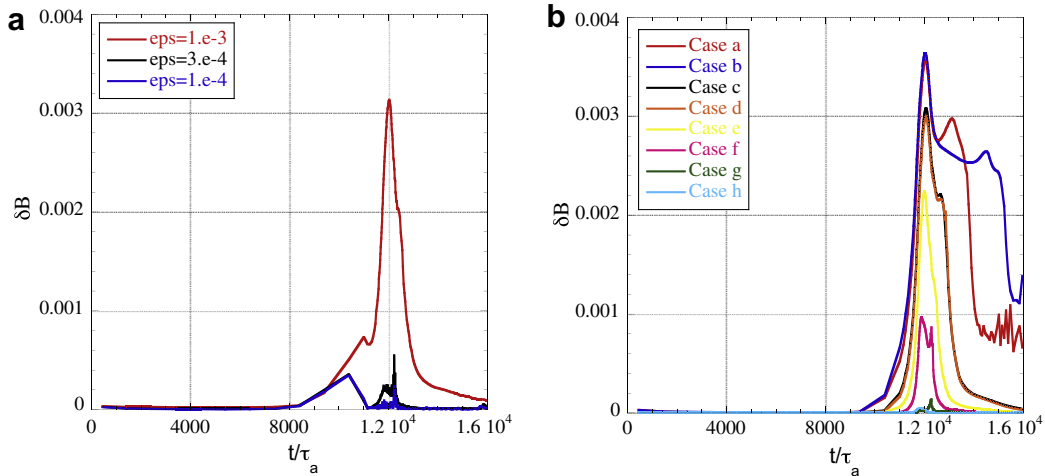 a
0.004
0.003
0.002
0.001
0
δB
eps=1.e-3
eps=3.e-4
eps=1.e-4
0
4000
8000
1.2 10⁴
1.6 10⁴
t/τa
b
0.004
0.003
0.002
0.001
0
δB
Case a
Case b
Case c
Case d
Case e
Case f
Case g
Case h
0
4000
8000
1.2 10⁴
1.6 10⁴
t/τa